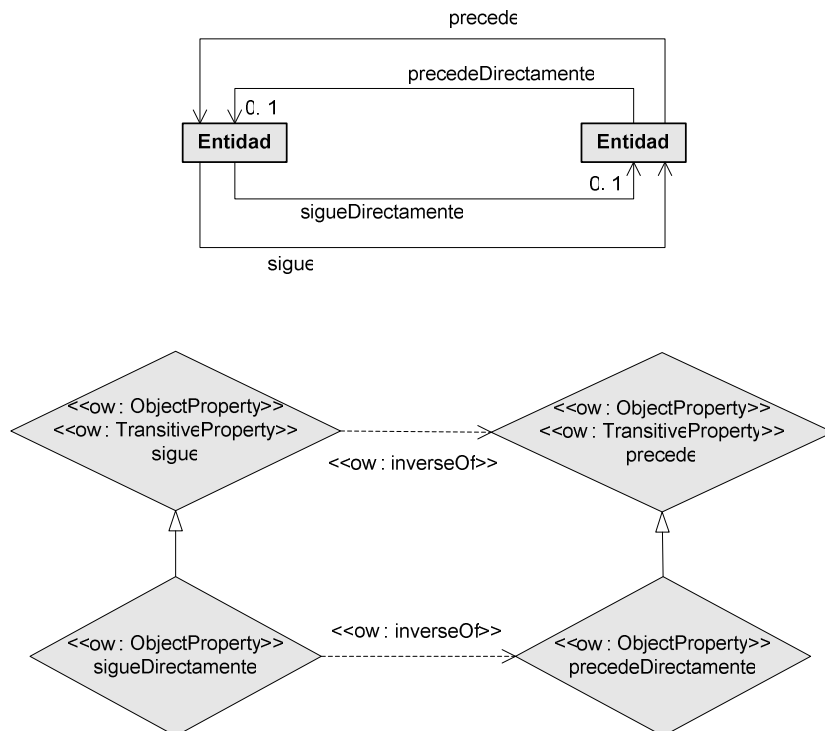 precede
precedeDirectamente
0. 1
Entidad
Entidad
0. 1
sigueDirectamente
sigue
<<ow: ObjectProperty>>
<<ow: TransitiveProperty>>
sigue
<<ow: inverseOf>>
<<ow: ObjectProperty>>
<<ow: TransitiveProperty>>
precede
<<ow: ObjectProperty>>
sigueDirectamente
<<ow: inverseOf>>
<<ow: ObjectProperty>>
precedeDirectamente